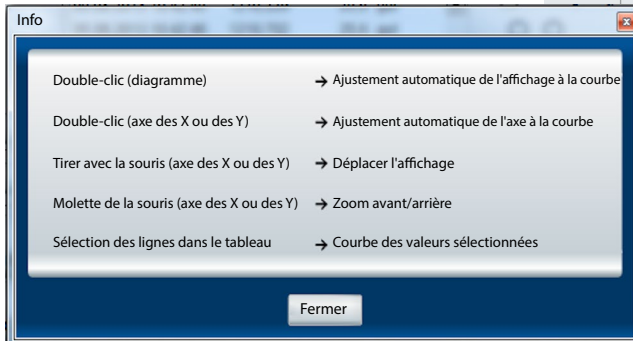 Info
Double-clic (diagramme) → Ajustement automatique de l'affichage à la courbe
Double-clic (axe des X ou des Y) → Ajustement automatique de l'axe à la courbe
Tirer avec la souris (axe des X ou des Y) → Déplacer l'affichage
Molette de la souris (axe des X ou des Y) → Zoom avant/arrière
Sélection des lignes dans le tableau → Courbe des valeurs sélectionnées
Fermer